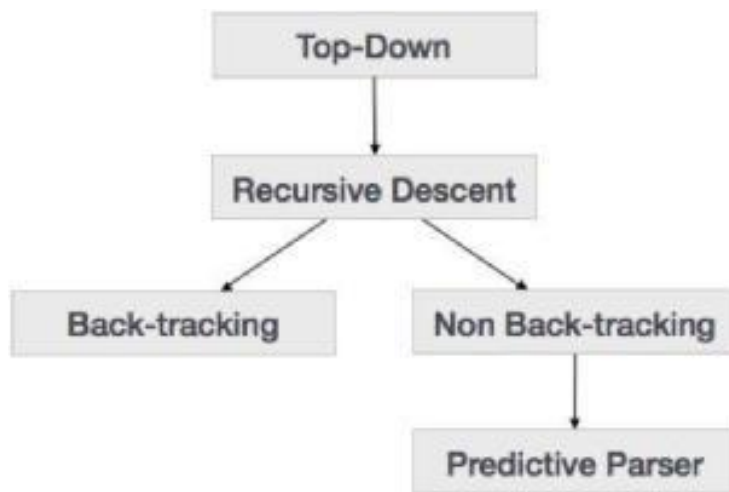 Top-Down
Recursive Descent
Back-tracking
Non Back-tracking
Predictive Parser